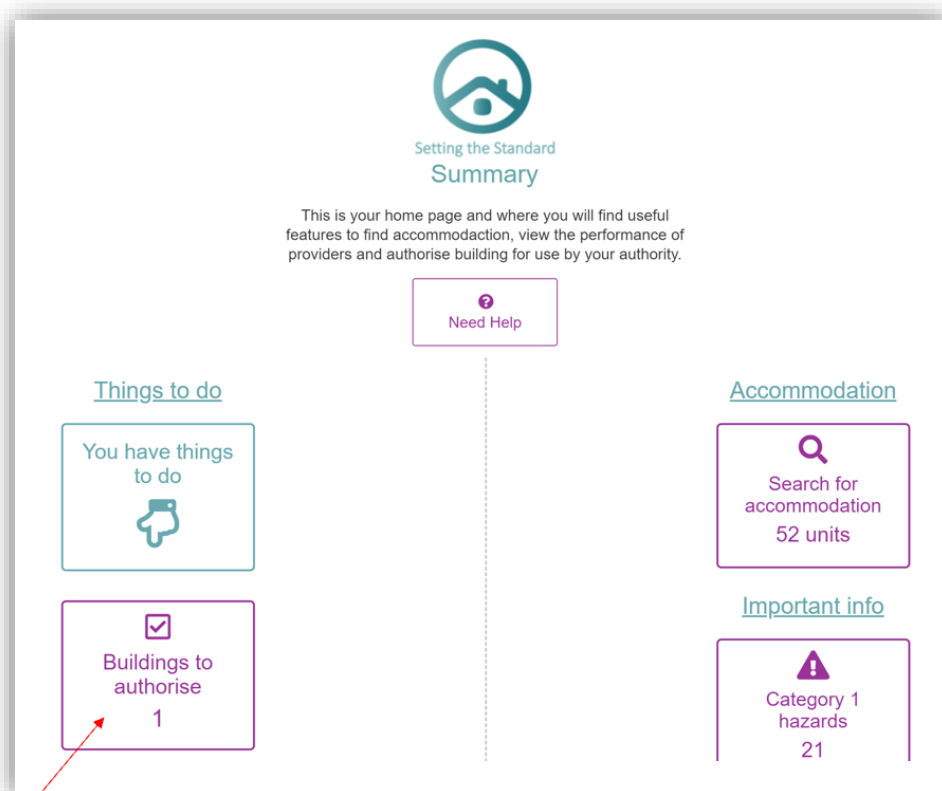 Setting the Standard
Summary
This is your home page and where you will find useful
features to find accommodaction, view the performance of
providers and authorise building for use by your authority.
Need Help
Things to do
You have things
to do
Buildings to
authorise
1
Accommodation
Search for
accommodation
52 units
Important info
Category 1
hazards
21